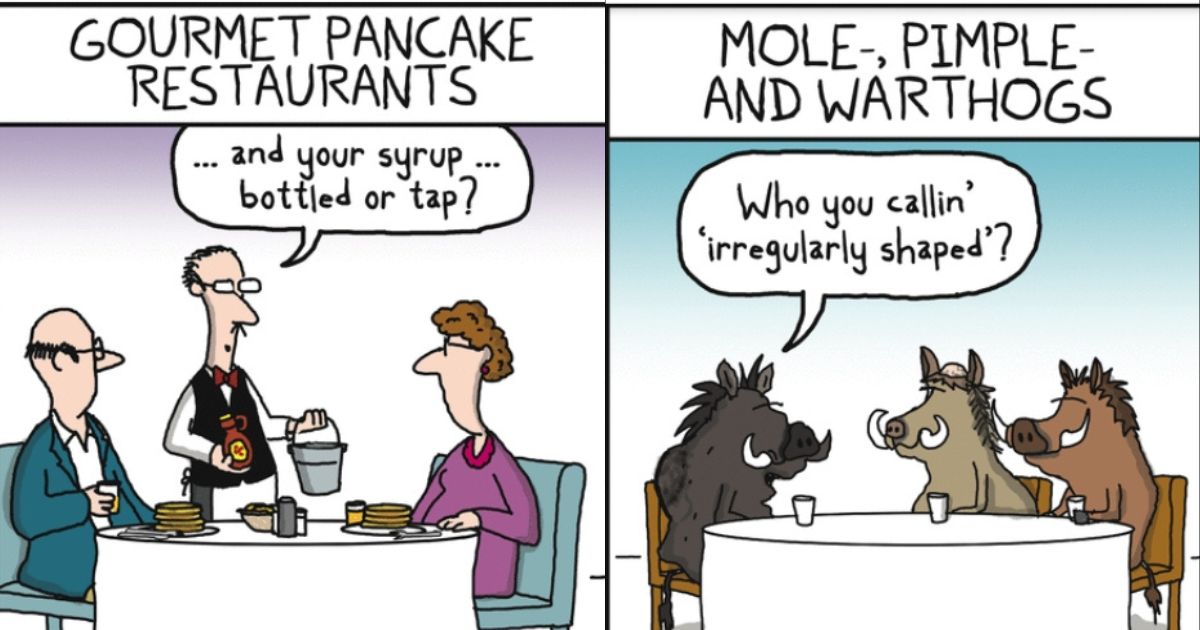 GOURMET PANCAKE
RESTAURANTS
... and your syrup ...
bottled or tap?
MOLE-, PIMPLE-
AND WARTHOGS
Who you callin'
'irregularly shaped'?